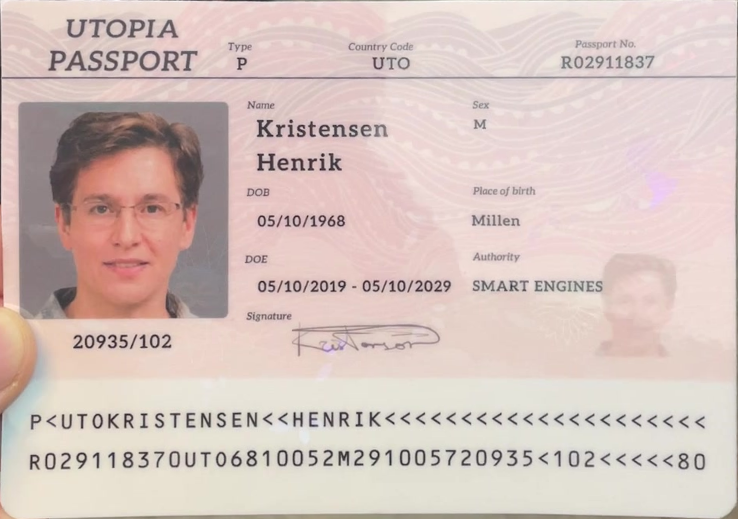 UTOPIA
PASSPORT
Type
P
Country Code
UTO
Passport No.
R02911837
Name
Kristensen
Henrik
Sex
M
DOB
05/10/1968
Place of birth
Millen
DOE
05/10/2019 - 05/10/2029
Authority
SMART ENGINES
Signature
Kristensen
20935/102
P<UTOKRISTENSEN<<HENRIK<<<<<<<<<<<<<<<<<<<<<
R029118370UTO6810052M291005720935<102<<<<<80